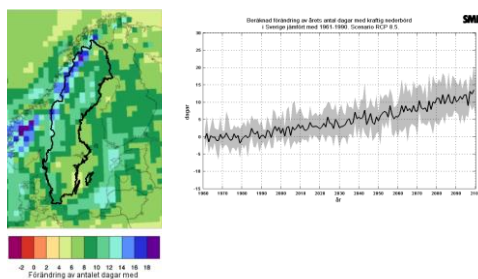 Beräknad förändring av årets antal dagar med kraftig nederbörd
i Sverige jämfört med 1961-1990. Scenario RCP 8.5.
SMH
30
25
20
15
10
5
0
-5
-10
-15
dagar
1960 1970 1980 1990 2000 2010 2020 2030 2040 2050 2060 2070 2080 2090
år
-2 0 2 4 6 8 10 12 14 16 18
Förändring av antalet dagar med